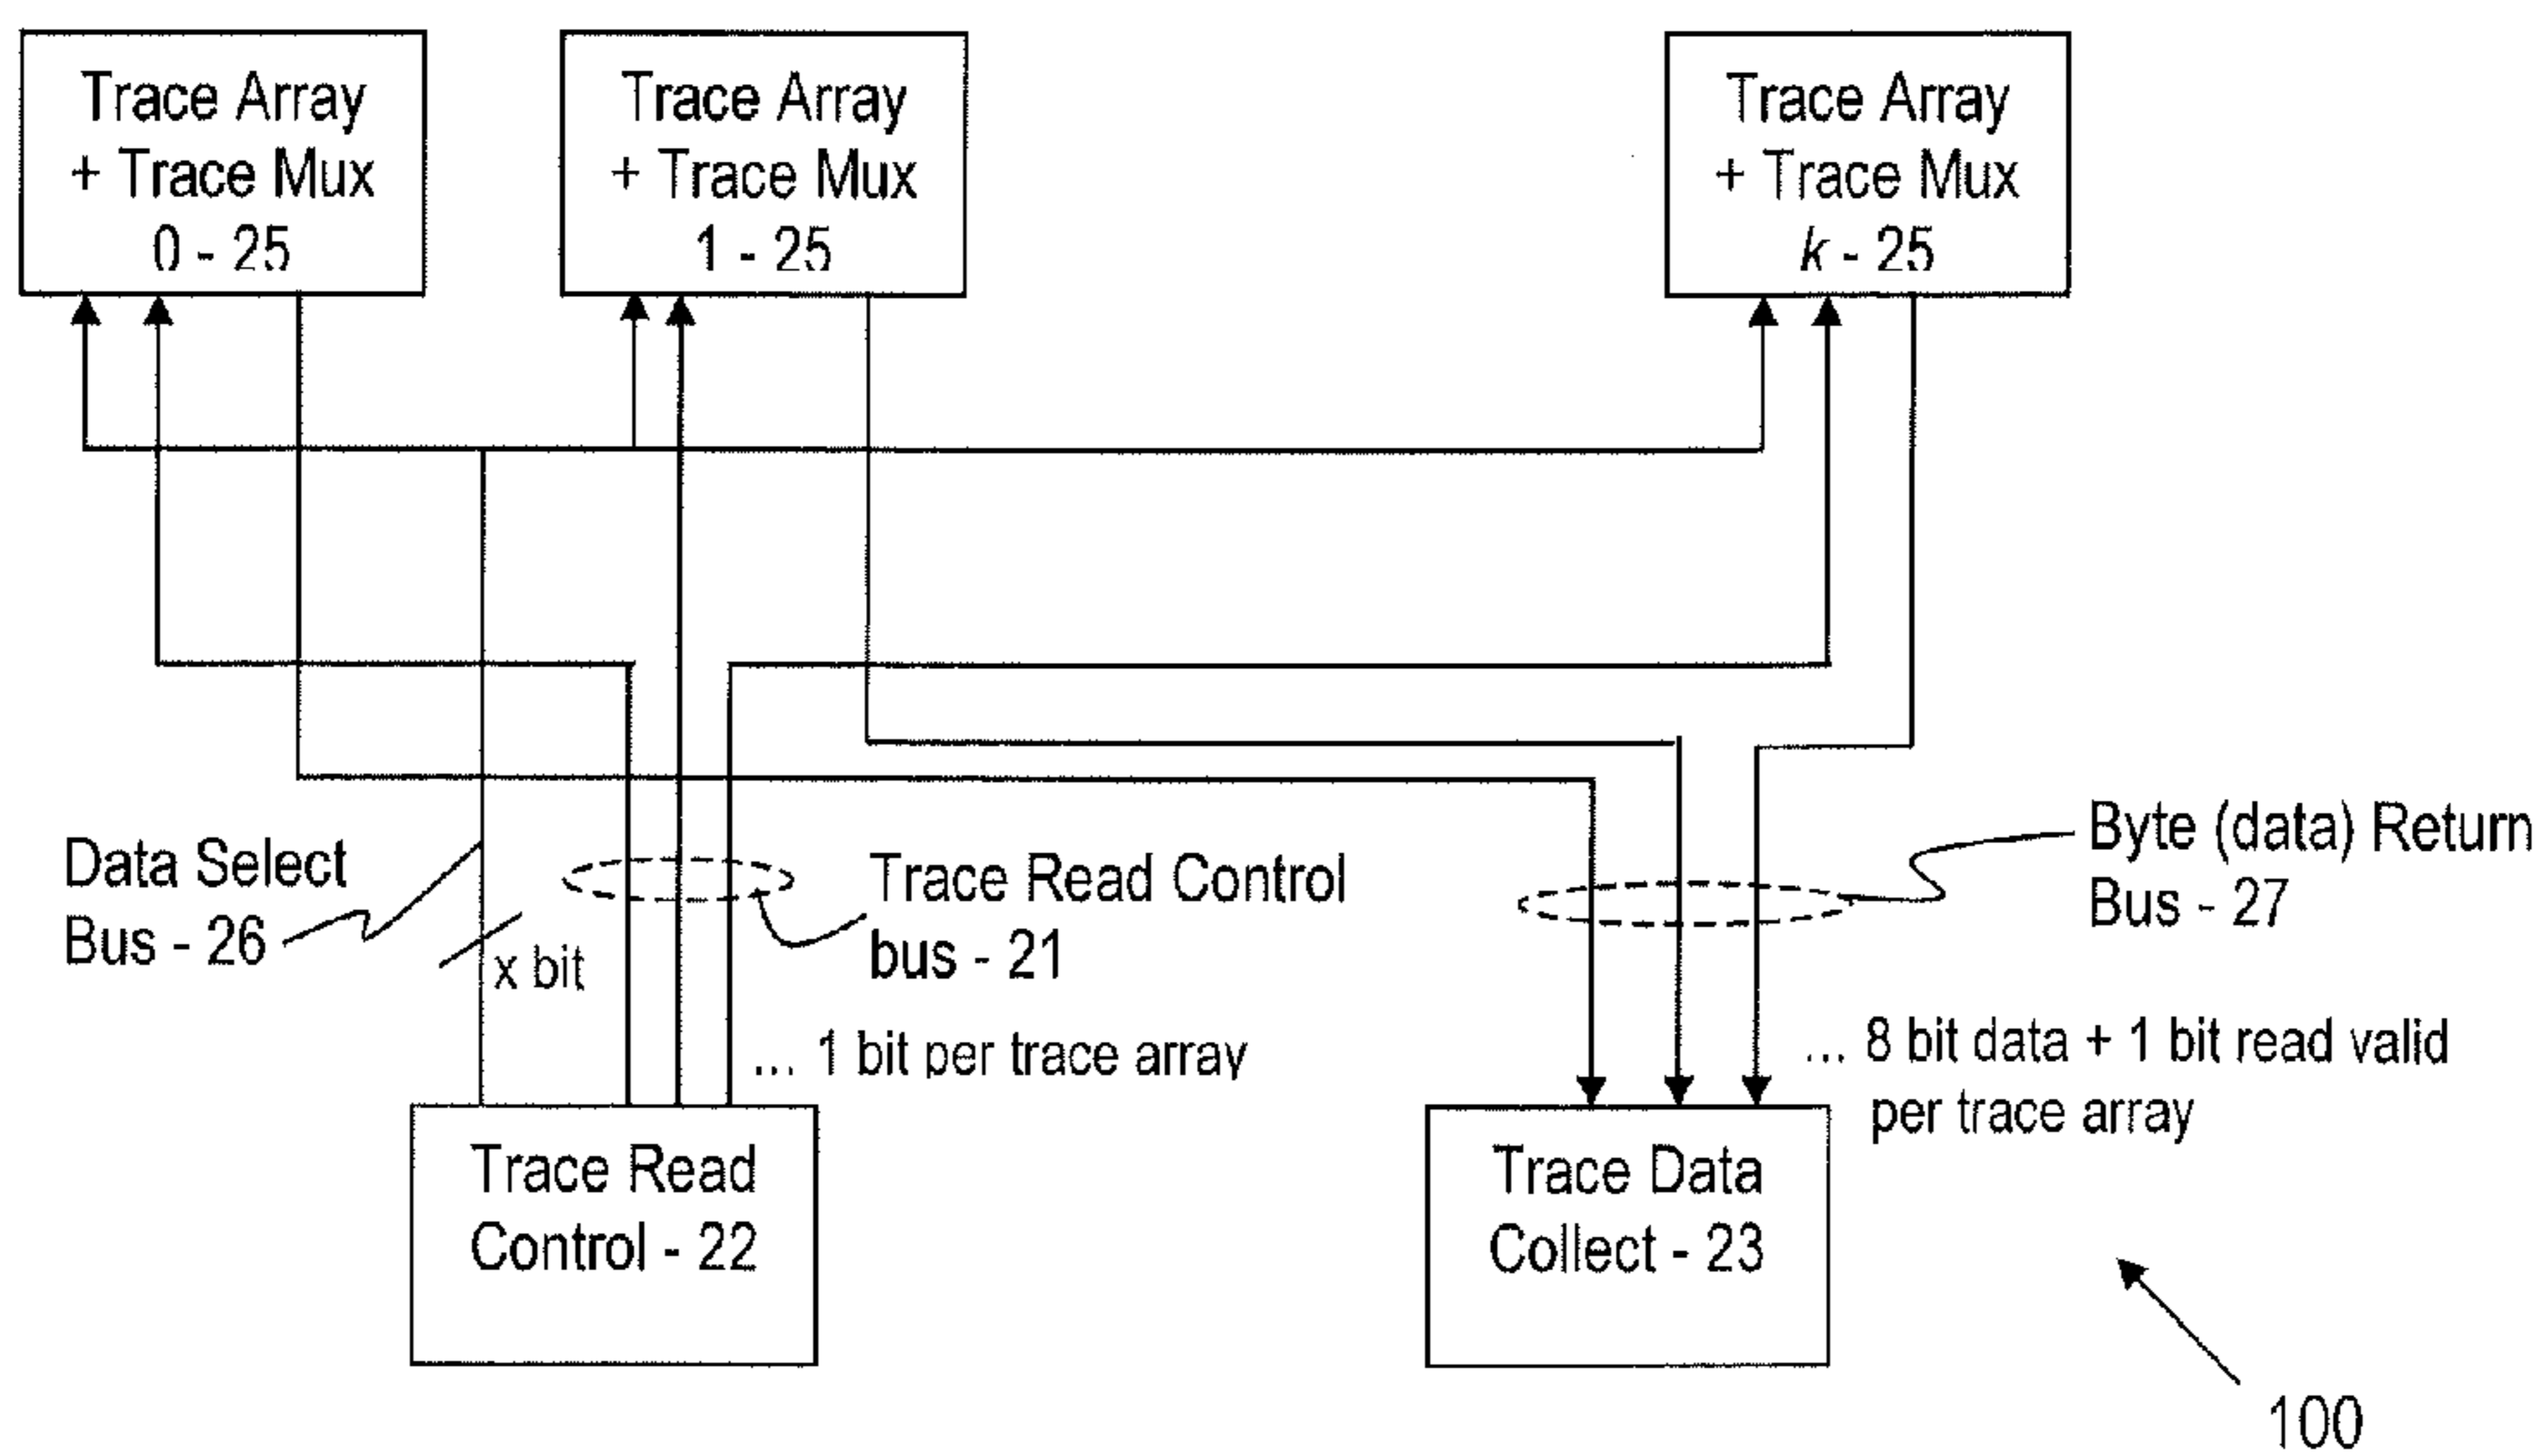 Trace Array
+ Trace Mux
0 - 25
Trace Array
+ Trace Mux
1 - 25
Trace Array
+ Trace Mux
k - 25
Data Select
Bus - 26
x bit
Trace Read Control
bus - 21
... 1 bit per trace array
Byte (data) Return
Bus - 27
... 8 bit data + 1 bit read valid
per trace array
Trace Read
Control - 22
Trace Data
Collect - 23
100